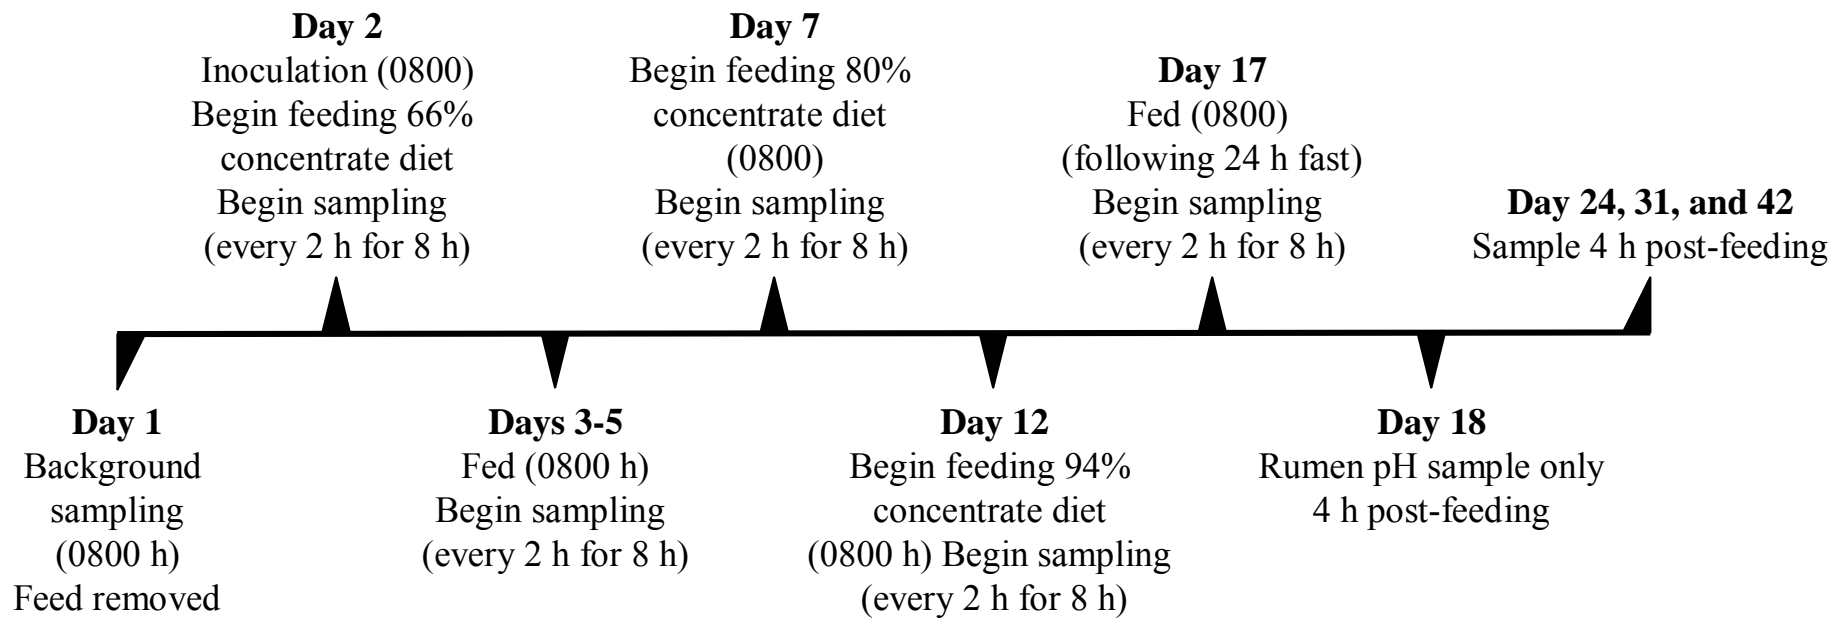 Day 2
Inoculation (0800)
Begin feeding 66%
concentrate diet
Begin sampling
(every 2 h for 8 h)
Day 7
Begin feeding 80%
concentrate diet
(0800)
Begin sampling
(every 2 h for 8 h)
Day 17
Fed (0800)
(following 24 h fast)
Begin sampling
(every 2 h for 8 h)
Day 24, 31, and 42
Sample 4 h post-feeding
Day 1
Background
sampling
(0800 h)
Feed removed
Days 3-5
Fed (0800 h)
Begin sampling
(every 2 h for 8 h)
Day 12
Begin feeding 94%
concentrate diet
(0800 h) Begin sampling
(every 2 h for 8 h)
Day 18
Rumen pH sample only
4 h post-feeding